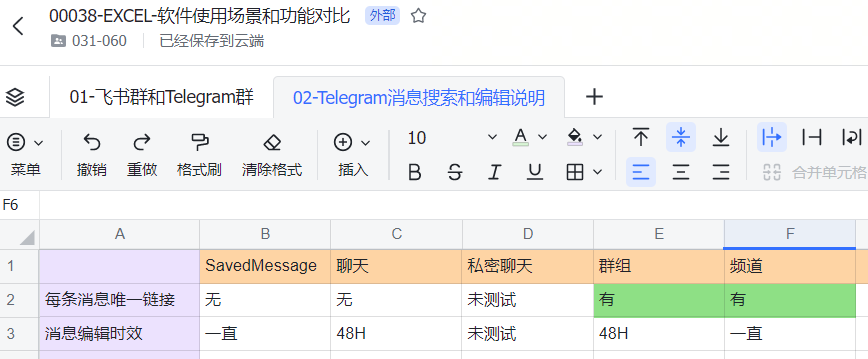 00038-EXCEL-软件使用场景和功能对比 外部
031-060 已经保存到云端
01-飞书群和Telegram群 02-Telegram消息搜索和编辑说明
10 A
菜单 撤销 重做 格式刷 清除格式 插入 B S I U 合并单元格
F6
A B C D E F
1 SavedMessage 聊天 私密聊天 群组 频道
2 每条消息唯一链接 无 无 未测试 有 有
3 消息编辑时效 一直 48H 未测试 48H 一直